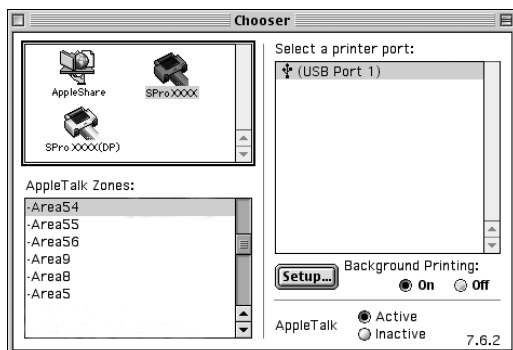 Chooser
AppleShare
SPro XXXX
SPro XXXX(DP)
AppleTalk Zones:
-Area54
-Area55
-Area56
-Area9
-Area8
-Area5
Select a printer port:
(USB Port 1)
Setup...
Background Printing:
On Off
AppleTalk
Active
Inactive
7.6.2